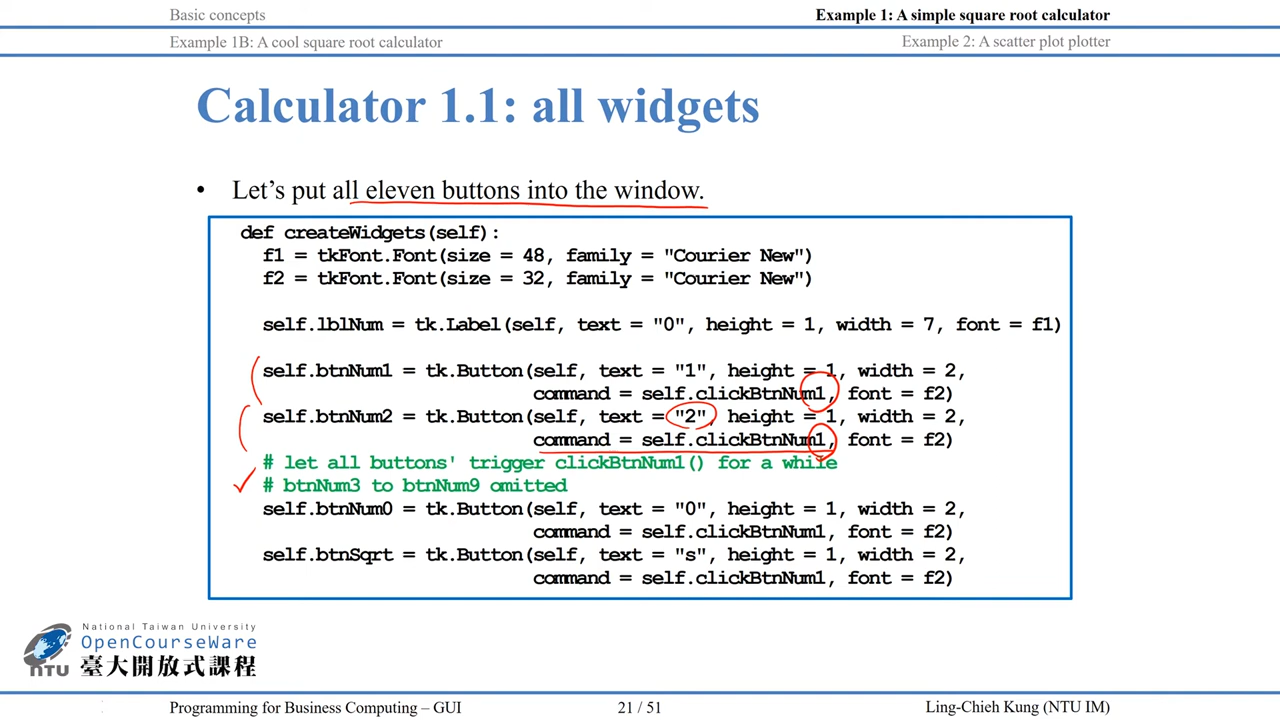 Basic concepts
Example 1: A simple square root calculator
Example 1B: A cool square root calculator
Example 2: A scatter plot plotter
Calculator 1.1: all widgets
• Let's put all eleven buttons into the window.
def createWidgets(self):
f1 = tkFont.Font(size = 48, family = "Courier New")
f2 = tkFont.Font(size = 32, family = "Courier New")
self.lblNum = tk.Label(self, text = "0", height = 1, width = 7, font = f1)
self.btnNum1 = tk.Button(self, text = "1", height = 1, width = 2,
command = self.clickBtnNum1, font = f2)
self.btnNum2 = tk.Button(self, text = "2", height = 1, width = 2,
command = self.clickBtnNum1, font = f2)
# let all buttons' trigger clickBtnNum1() for a while
# btnNum3 to btnNum9 omitted
self.btnNum0 = tk.Button(self, text = "0", height = 1, width = 2,
command = self.clickBtnNum1, font = f2)
self.btnSqrt = tk.Button(self, text = "s", height = 1, width = 2,
command = self.clickBtnNum1, font = f2)
National Taiwan University
OpenCourseWare
NTU 臺大開放式課程
Programming for Business Computing – GUI
21 / 51
Ling-Chieh Kung (NTU IM)